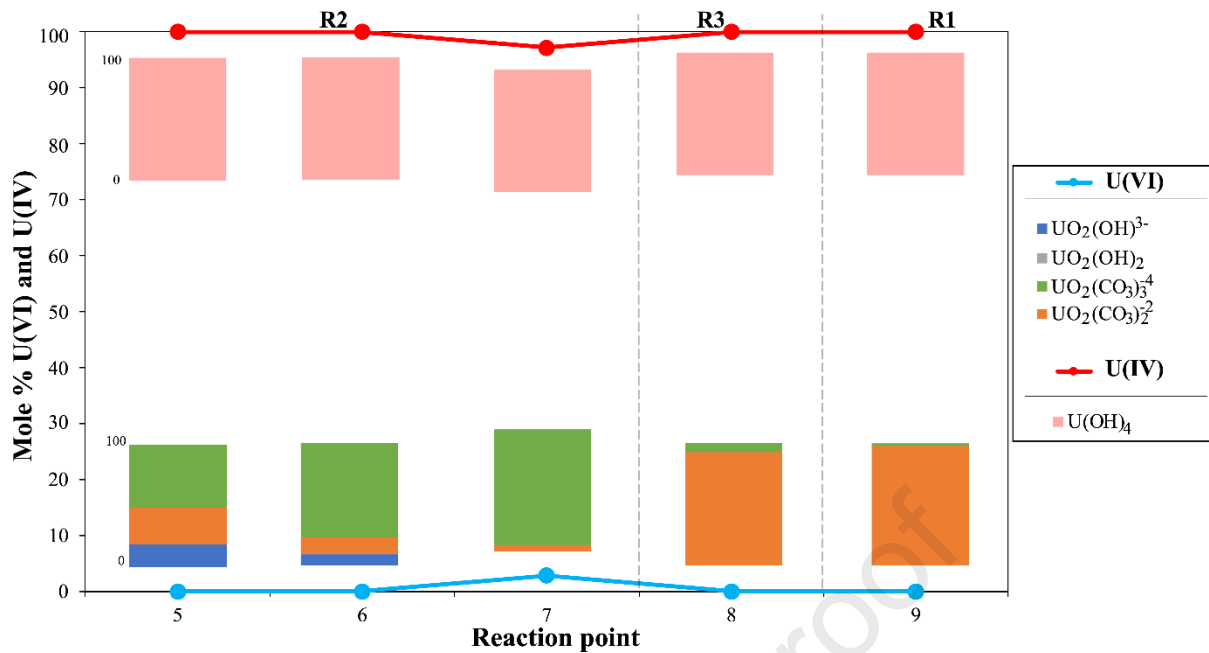 R2 R3 R1
100
90
80
70
60
50
40
30
20
10
0
Mole % U(VI) and U(IV)
100
0
100
0
5 6 7 8 9
Reaction point
U(VI)
UO2(OH)3-
UO2(OH)2
UO2(CO3)3-4
UO2(CO3)2-2
U(IV)
U(OH)4
roof